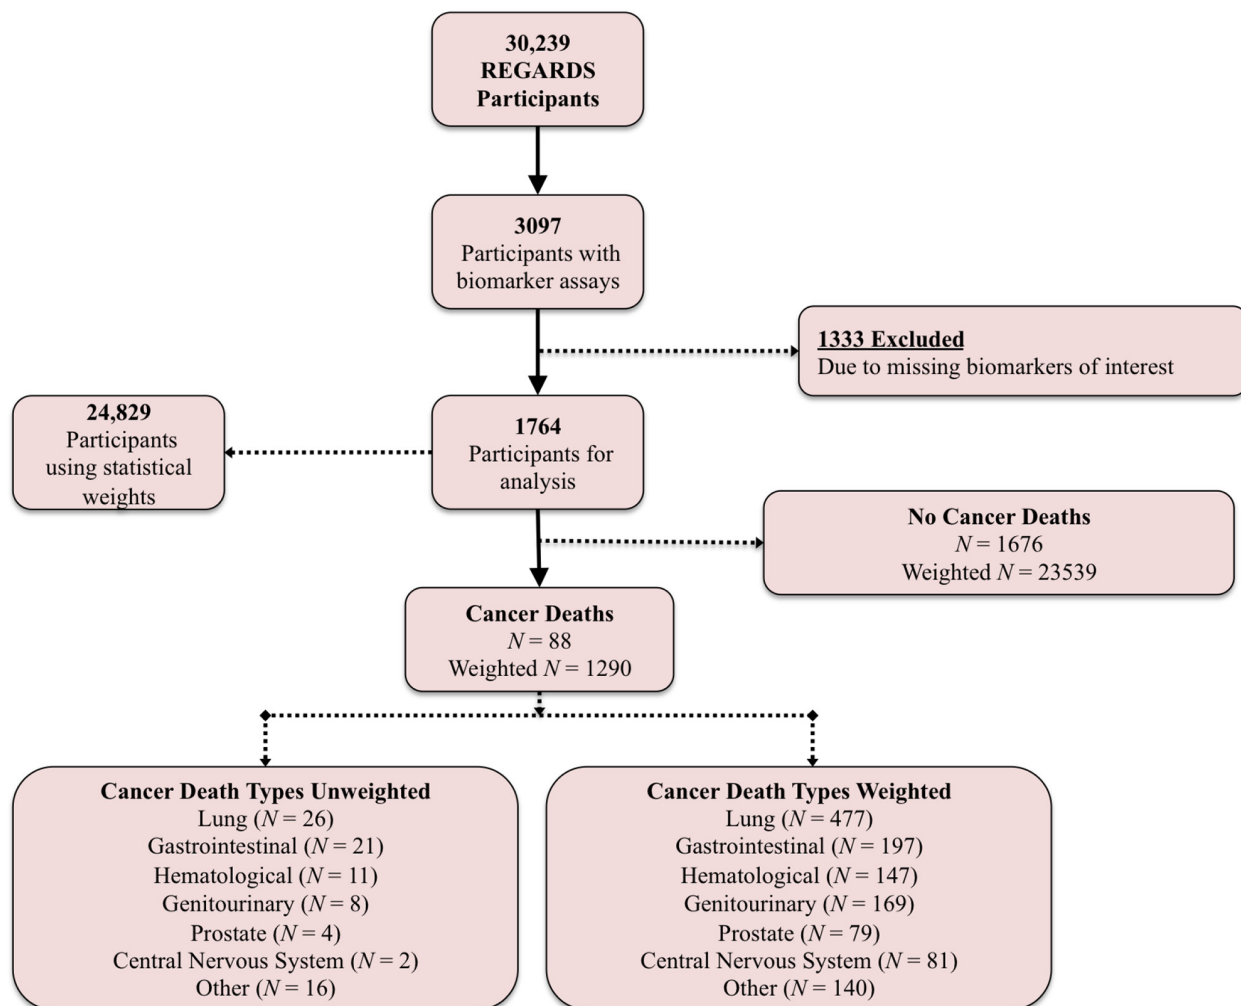 30,239
REGARDS
Participants
3097
Participants with
biomarker assays
1333 Excluded
Due to missing biomarkers of interest
24,829
Participants
using statistical
weights
1764
Participants for
analysis
No Cancer Deaths
N = 1676
Weighted N = 23539
Cancer Deaths
N = 88
Weighted N = 1290
Cancer Death Types Unweighted
Lung (N = 26)
Gastrointestinal (N = 21)
Hematological (N = 11)
Genitourinary (N = 8)
Prostate (N = 4)
Central Nervous System (N = 2)
Other (N = 16)
Cancer Death Types Weighted
Lung (N = 477)
Gastrointestinal (N = 197)
Hematological (N = 147)
Genitourinary (N = 169)
Prostate (N = 79)
Central Nervous System (N = 81)
Other (N = 140)